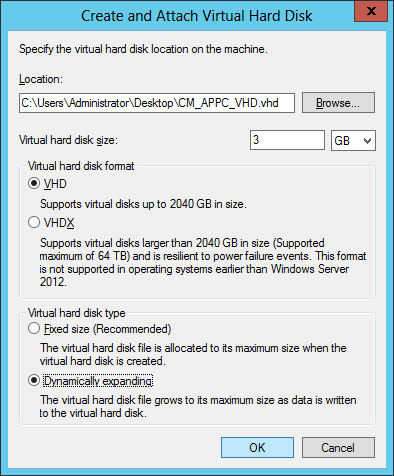 Create and Attach Virtual Hard Disk
x
Specify the virtual hard disk location on the machine.
Location:
C:\Users\Administrator\Desktop\CM_APPC_VHD.vhd
Browse...
Virtual hard disk size:
3
GB
Virtual hard disk format
VHD
Supports virtual disks up to 2040 GB in size.
VHDX
Supports virtual disks larger than 2040 GB in size (Supported
maximum of 64 TB) and is resilient to power failure events. This format
is not supported in operating systems earlier than Windows Server
2012.
Virtual hard disk type
Fixed size (Recommended)
The virtual hard disk file is allocated to its maximum size when the
virtual hard disk is created.
Dynamically expanding
The virtual hard disk file grows to its maximum size as data is written
to the virtual hard disk.
OK
Cancel